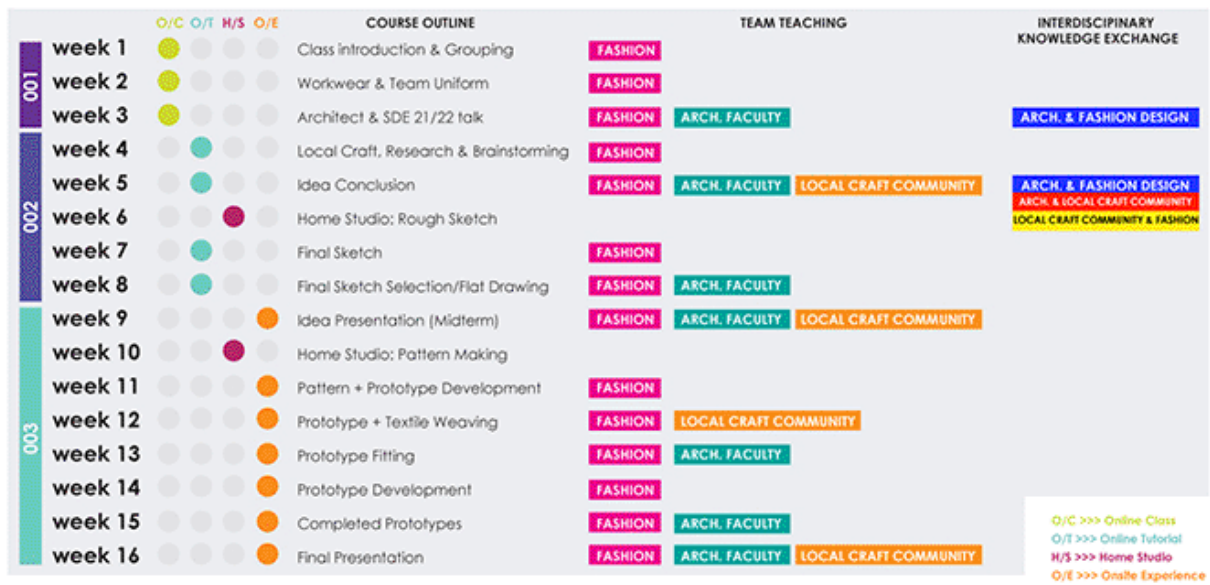 O/C O/T H/S O/E COURSE OUTLINE TEAM TEACHING INTERDISCIPINARY
KNOWLEDGE EXCHANGE
001
week 1 Class introduction & Grouping FASHION
week 2 Workwear & Team Uniform FASHION
week 3 Architect & SDE 21/22 talk FASHION ARCH. FACULTY ARCH. & FASHION DESIGN
002
week 4 Local Craft, Research & Brainstorming FASHION
week 5 Idea Conclusion FASHION ARCH. FACULTY LOCAL CRAFT COMMUNITY ARCH. & FASHION DESIGN
ARCH. & LOCAL CRAFT COMMUNITY
week 6 Home Studio: Rough Sketch LOCAL CRAFT COMMUNITY & FASHION
week 7 Final Sketch FASHION
week 8 Final Sketch Selection/Flat Drawing FASHION ARCH. FACULTY
003
week 9 Idea Presentation (Midterm) FASHION ARCH. FACULTY LOCAL CRAFT COMMUNITY
week 10 Home Studio: Pattern Making
week 11 Pattern + Prototype Development FASHION
week 12 Prototype + Textile Weaving FASHION LOCAL CRAFT COMMUNITY
week 13 Prototype Fitting FASHION ARCH. FACULTY
week 14 Prototype Development FASHION
week 15 Completed Prototypes FASHION ARCH. FACULTY
week 16 Final Presentation FASHION ARCH. FACULTY LOCAL CRAFT COMMUNITY
O/C >>> Online Class
O/T >>> Online Tutorial
H/S >>> Home Studio
O/E >>> Onsite Experience